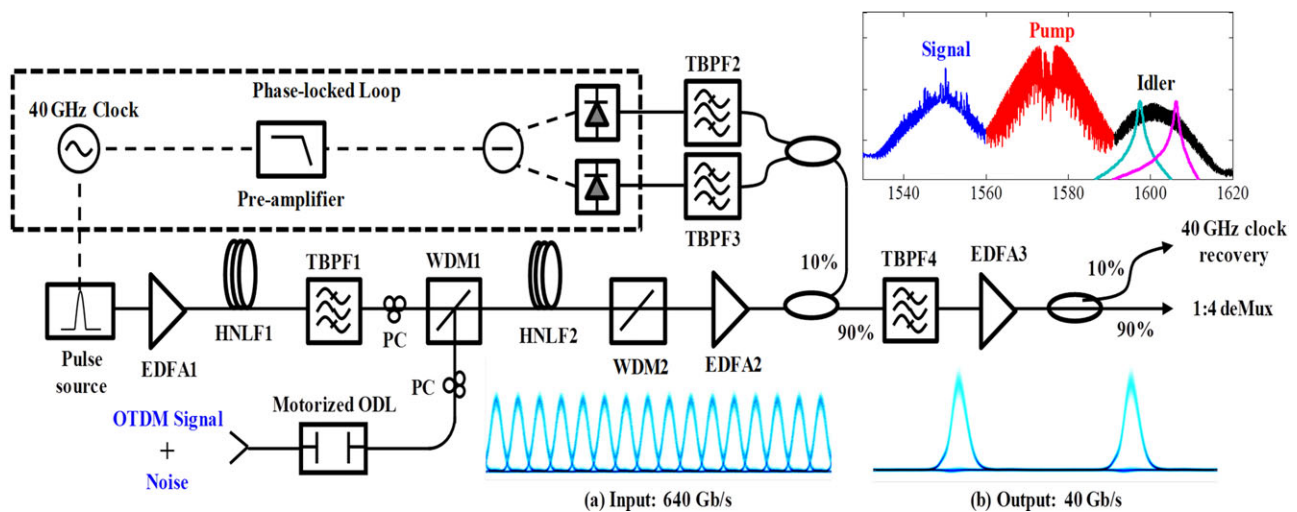 Phase-locked Loop
40 GHz Clock
Pre-amplifier
TBPF2
TBPF3
Signal
Pump
Idler
1540
1560
1580
1600
1620
Pulse
source
EDFA1
HNLF1
TBPF1
PC
WDM1
HNLF2
WDM2
EDFA2
10%
90%
TBPF4
EDFA3
10%
90%
40 GHz clock
recovery
1:4 deMux
PC
Motorized ODL
OTDM Signal
+
Noise
(a) Input: 640 Gb/s
(b) Output: 40 Gb/s